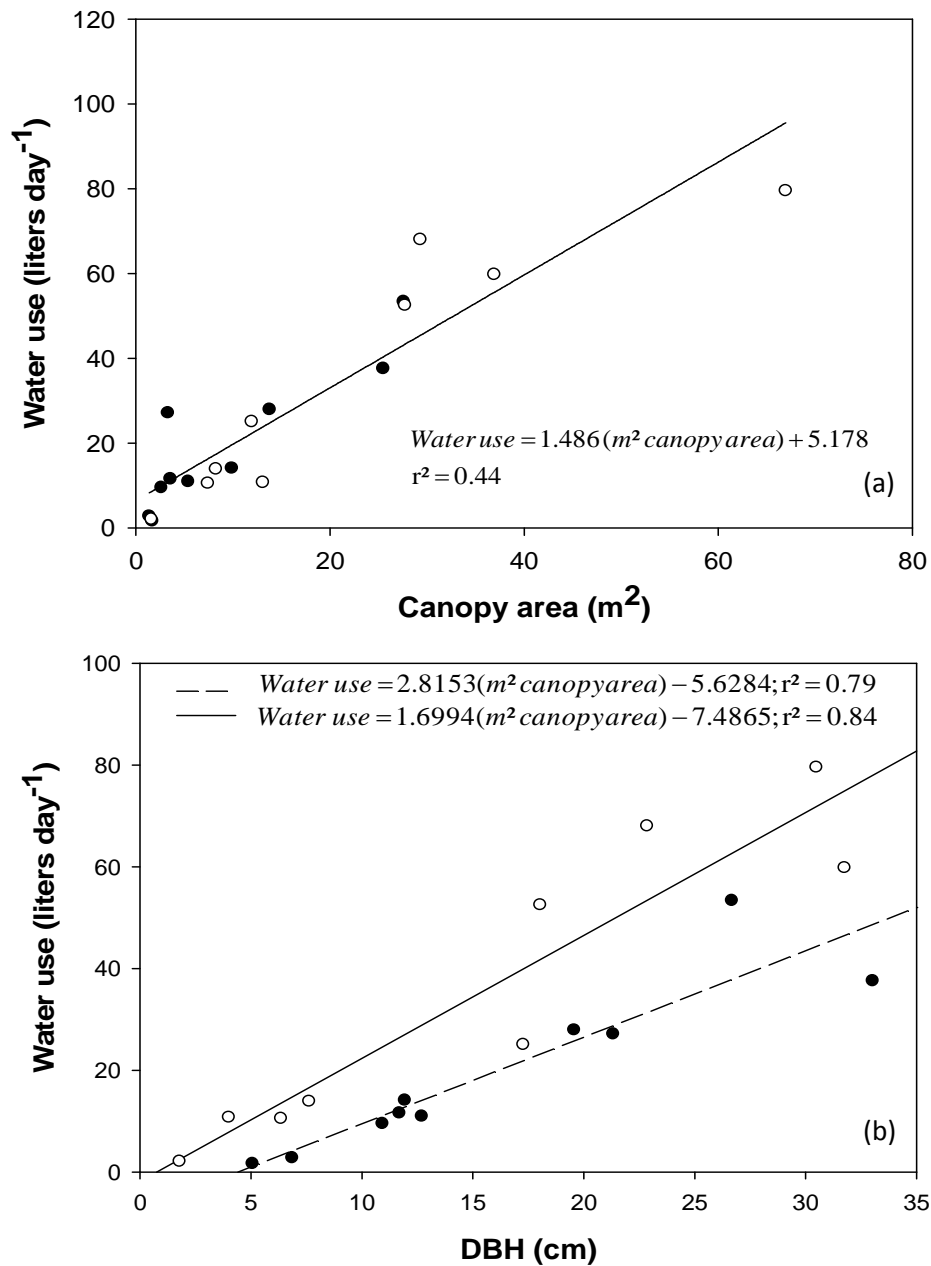 120
100
80
60
40
20
0
Water use (liters day-1)
Water use = 1.486(m² canopy area) + 5.178
r² = 0.44
(a)
0 20 40 60 80
Canopy area (m2)
100
80
60
40
20
0
Water use (liters day-1)
Water use = 2.8153(m² canopyarea) − 5.6284; r² = 0.79
Water use = 1.6994(m² canopyarea) − 7.4865; r² = 0.84
(b)
0 5 10 15 20 25 30 35
DBH (cm)